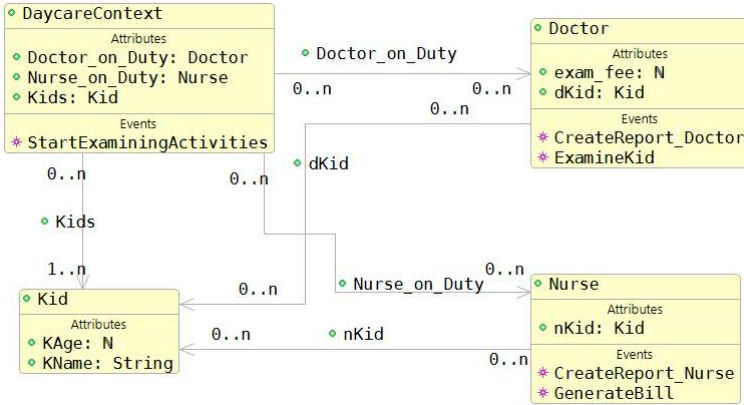 DaycareContext
Attributes
Doctor_on_Duty: Doctor
Nurse_on_Duty: Nurse
Kids: Kid
Events
StartExaminingActivities
Doctor_on_Duty
0..n
0..n
Doctor
Attributes
exam_fee: ℕ
dKid: Kid
Events
CreateReport_Doctor
ExamineKid
0..n
dKid
0..n
0..n
Kids
1..n
0..n
Nurse_on_Duty
0..n
Kid
Attributes
KAge: ℕ
KName: String
0..n
nKid
0..n
Nurse
Attributes
nKid: Kid
Events
CreateReport_Nurse
GenerateBill